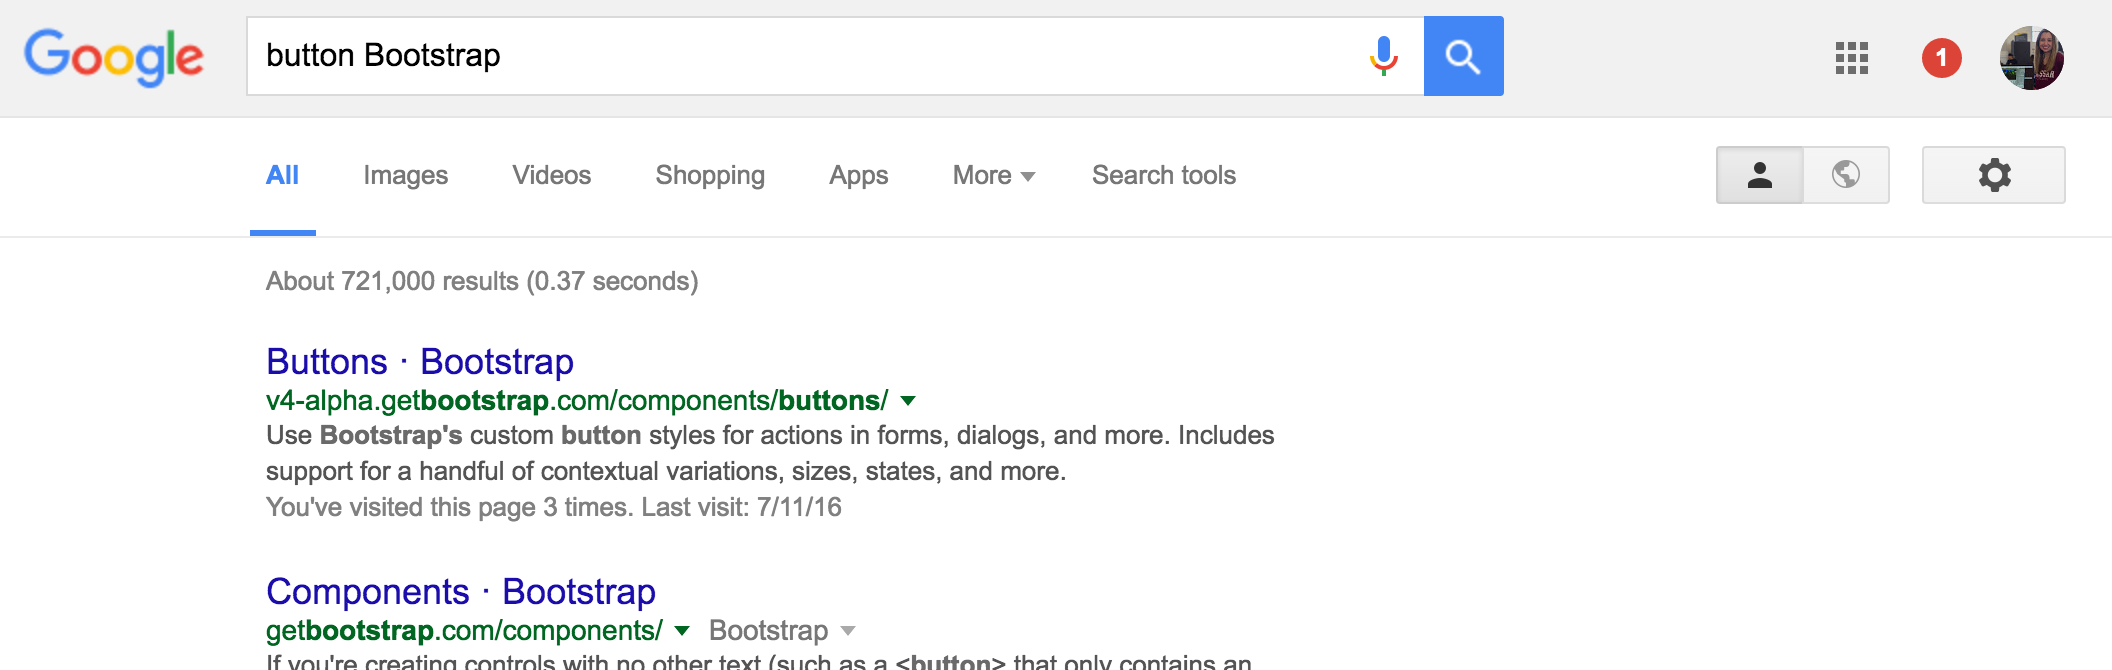 Google
button Bootstrap
1
All Images Videos Shopping Apps More Search tools
About 721,000 results (0.37 seconds)
Buttons · Bootstrap
v4-alpha.getbootstrap.com/components/buttons/
Use Bootstrap's custom button styles for actions in forms, dialogs, and more. Includes
support for a handful of contextual variations, sizes, states, and more.
You've visited this page 3 times. Last visit: 7/11/16
Components · Bootstrap
getbootstrap.com/components/ Bootstrap
If you're creating controls with no other text (such as a <button> that only contains an